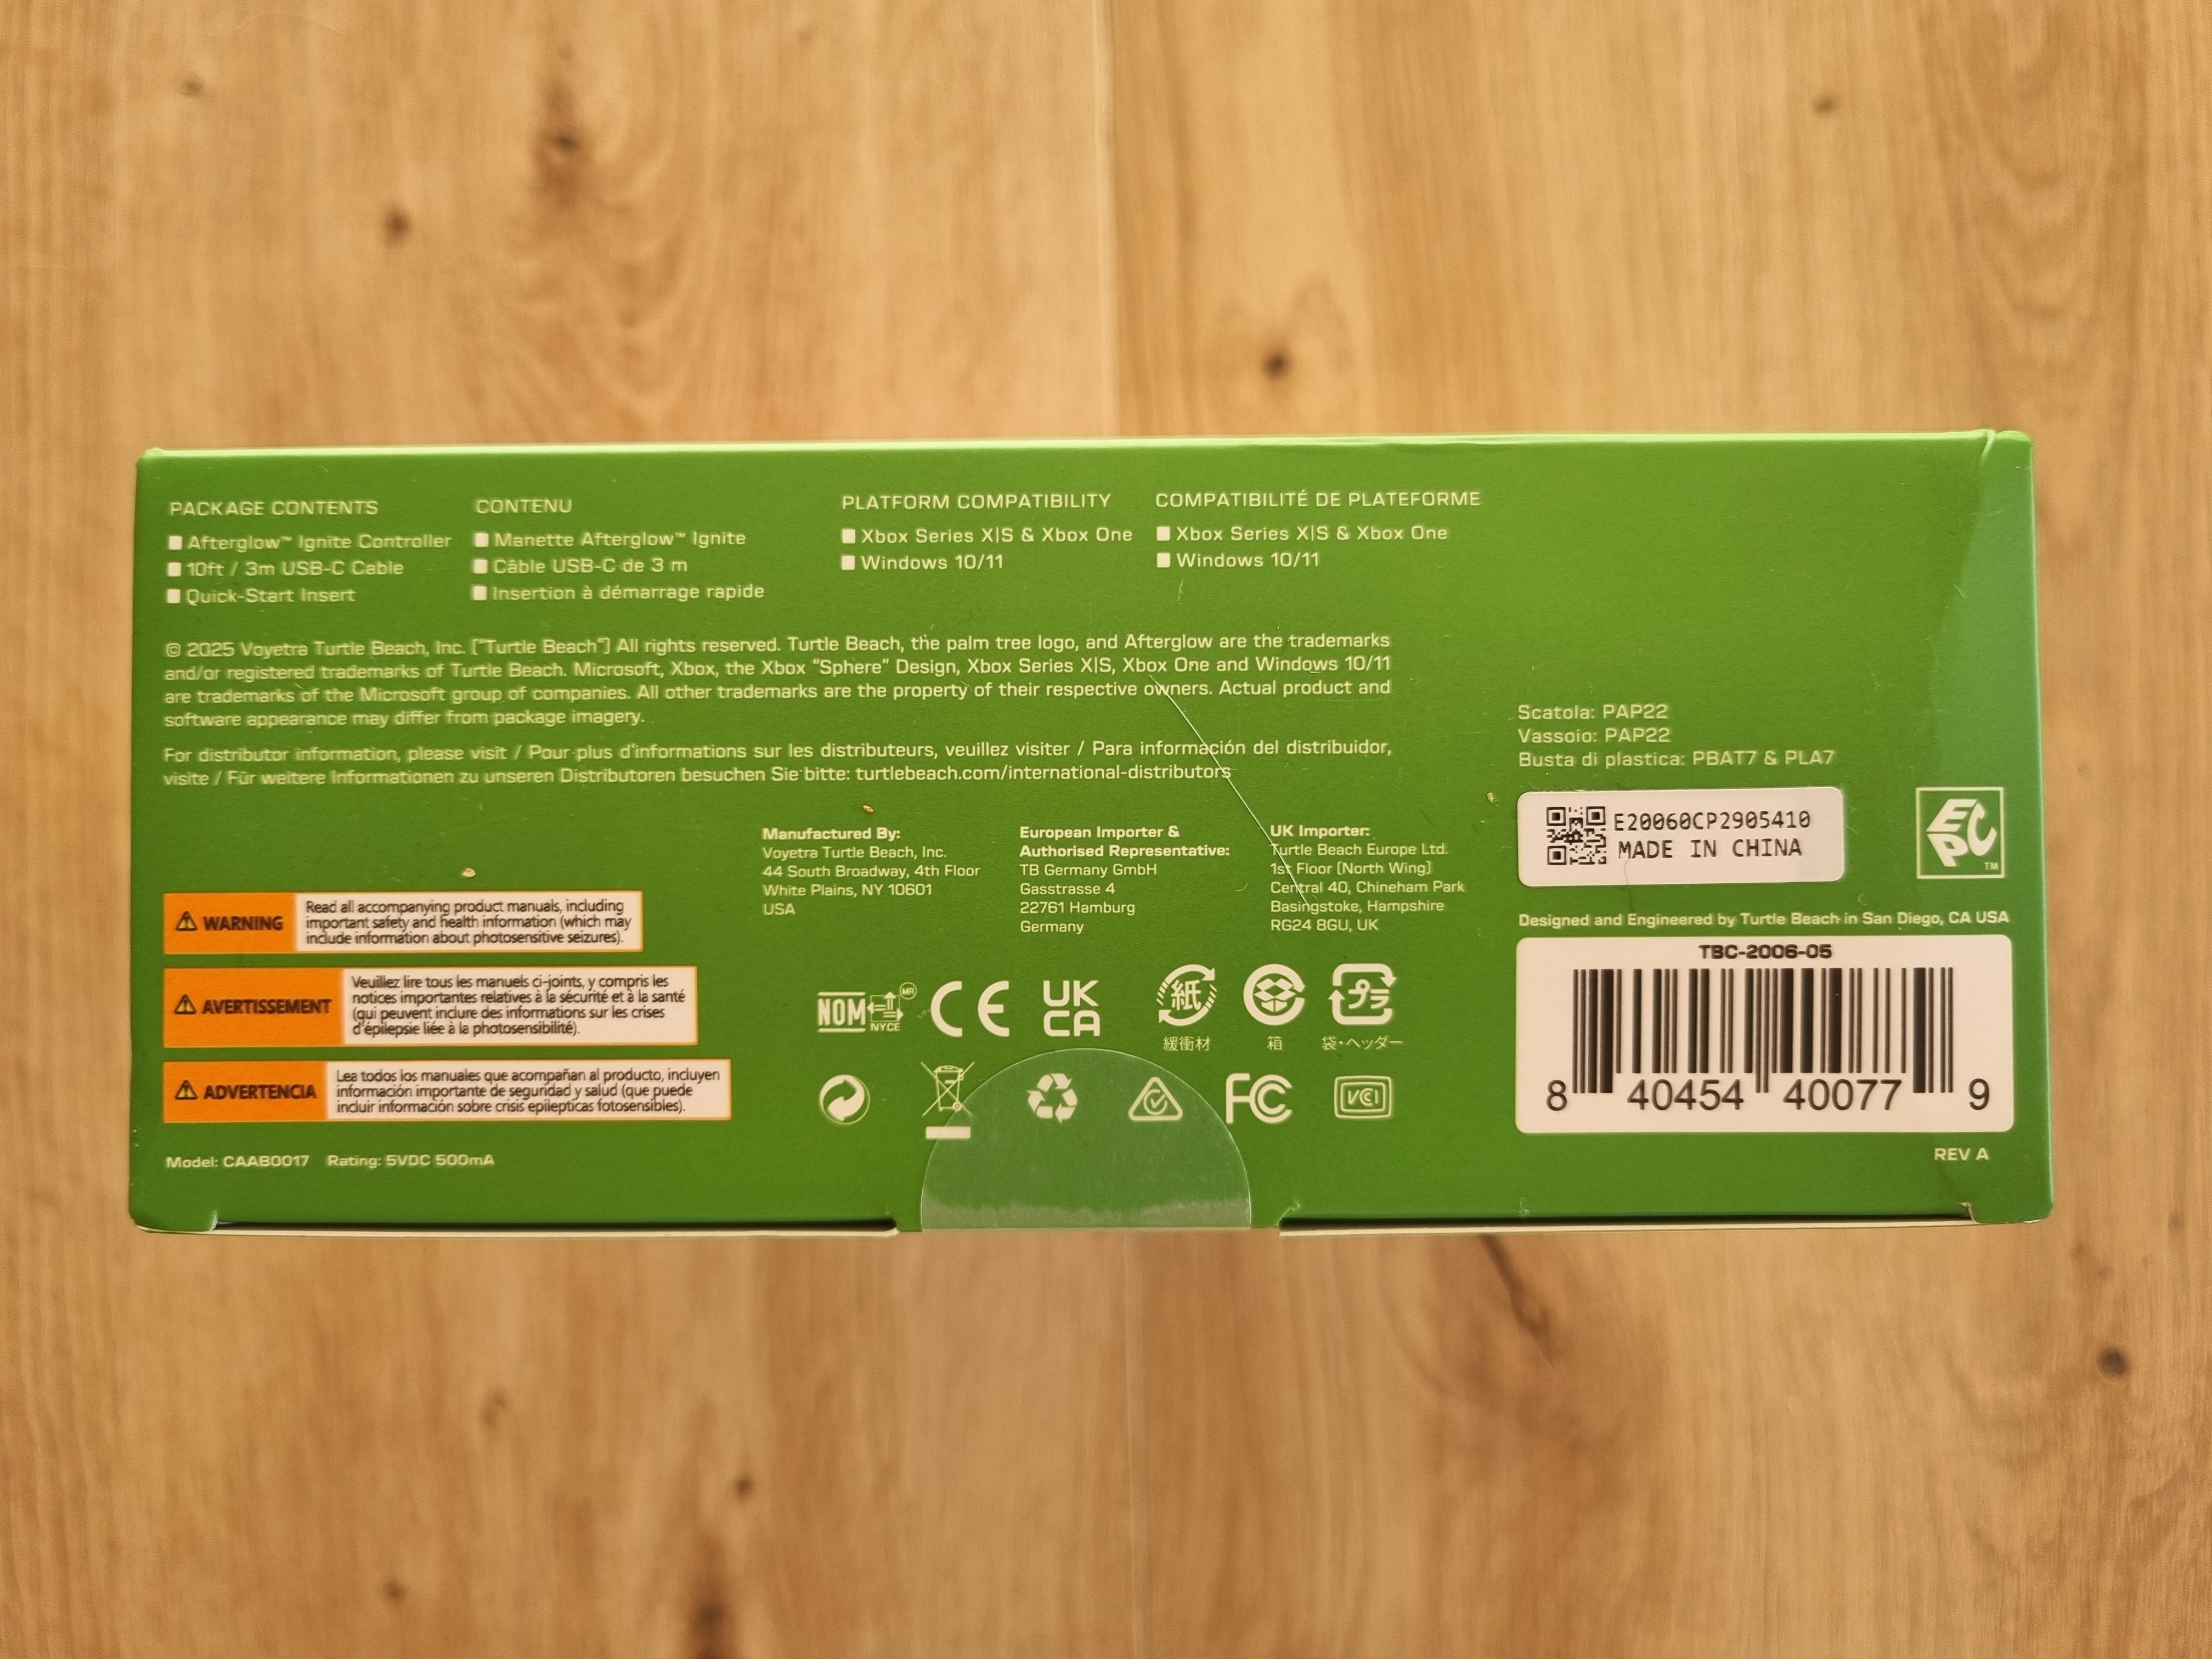 PACKAGE CONTENTS
Afterglow™ Ignite Controller
10ft / 3m USB-C Cable
Quick-Start Insert
CONTENU
Manette Afterglow™ Ignite
Câble USB-C de 3 m
Insertion à démarrage rapide
PLATFORM COMPATIBILITY
Xbox Series X|S & Xbox One
Windows 10/11
COMPATIBILITÉ DE PLATEFORME
Xbox Series X|S & Xbox One
Windows 10/11
© 2025 Voyetra Turtle Beach, Inc. ("Turtle Beach") All rights reserved. Turtle Beach, the palm tree logo, and Afterglow are the trademarks
and/or registered trademarks of Turtle Beach. Microsoft, Xbox, the Xbox "Sphere" Design, Xbox Series X|S, Xbox One and Windows 10/11
are trademarks of the Microsoft group of companies. All other trademarks are the property of their respective owners. Actual product and
software appearance may differ from package imagery.
For distributor information, please visit / Pour plus d'informations sur les distributeurs, veuillez visiter / Para información del distribuidor,
visite / Für weitere Informationen zu unseren Distributoren besuchen Sie bitte: turtlebeach.com/international-distributors
WARNING
Read all accompanying product manuals, including
important safety and health information (which may
include information about photosensitive seizures).
AVERTISSEMENT
Veuillez lire tous les manuels ci-joints, y compris les
notices importantes relatives à la sécurité et à la santé
(qui peuvent inclure des informations sur les crises
d'épilepsie liée à la photosensibilité).
ADVERTENCIA
Lea todos los manuales que acompañan al producto, incluyen
información importante de seguridad y salud (que puede
incluir información sobre crisis epilepticas fotosensibles).
Model: CAAB0017 Rating: 5VDC 500mA
Manufactured By:
Voyetra Turtle Beach, Inc.
44 South Broadway, 4th Floor
White Plains, NY 10601
USA
European Importer &
Authorised Representative:
TB Germany GmbH
Gasstrasse 4
22761 Hamburg
Germany
UK Importer:
Turtle Beach Europe Ltd.
1st Floor (North Wing)
Central 40, Chineham Park
Basingstoke, Hampshire
RG24 8GU, UK
NOM
MR
NYCE
CE
UK
CA
紙
緩衝材
箱
プラ
袋・ヘッダー
FC
VCI
Scatola: PAP22
Vassoio: PAP22
Busta di plastica: PBAT7 & PLA7
E20060CP2905410
MADE IN CHINA
EPC
™
Designed and Engineered by Turtle Beach in San Diego, CA USA
TBC-2006-05
8 40454 40077 9
REV A